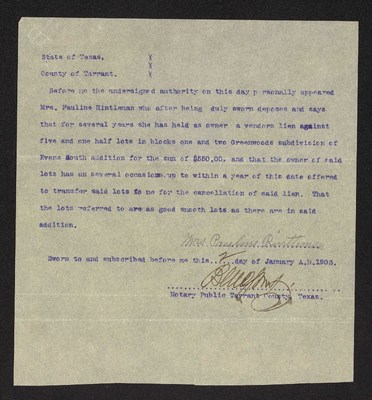 State of Texas. X
X
County of Tarrant. X
Before me the undersigned authority on this day p rsonally appeared
Mrs. Pauline Rintleman who after being duly sworn deposes and says
that for several years she has held as owner a vendors lien against
five and one half lots in blocks one and two Greenwoods subdivision of
Evans South addition for the sum of $550.00, and that the owner of said
lots has on several occasions up to within a year of this date offered
to transfer said lots to me for the cancellation of said lien. That
the lots referred to are as good smooth lots as there are in said
addition.
Mrs. Pauline Rintleman
Sworn to and subscribed before me this..2..day of January A.D.1903.
Notary Public Tarrant County, Texas.